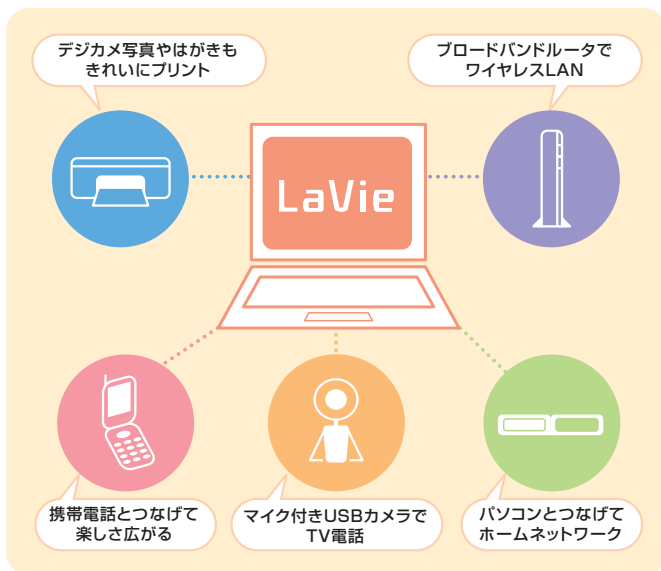 デジカメ写真やはがきも
きれいにプリント
ブロードバンドルータで
ワイヤレスLAN
LaVie
携帯電話とつなげて
楽しさ広がる
マイク付きUSBカメラで
TV電話
パソコンとつなげて
ホームネットワーク